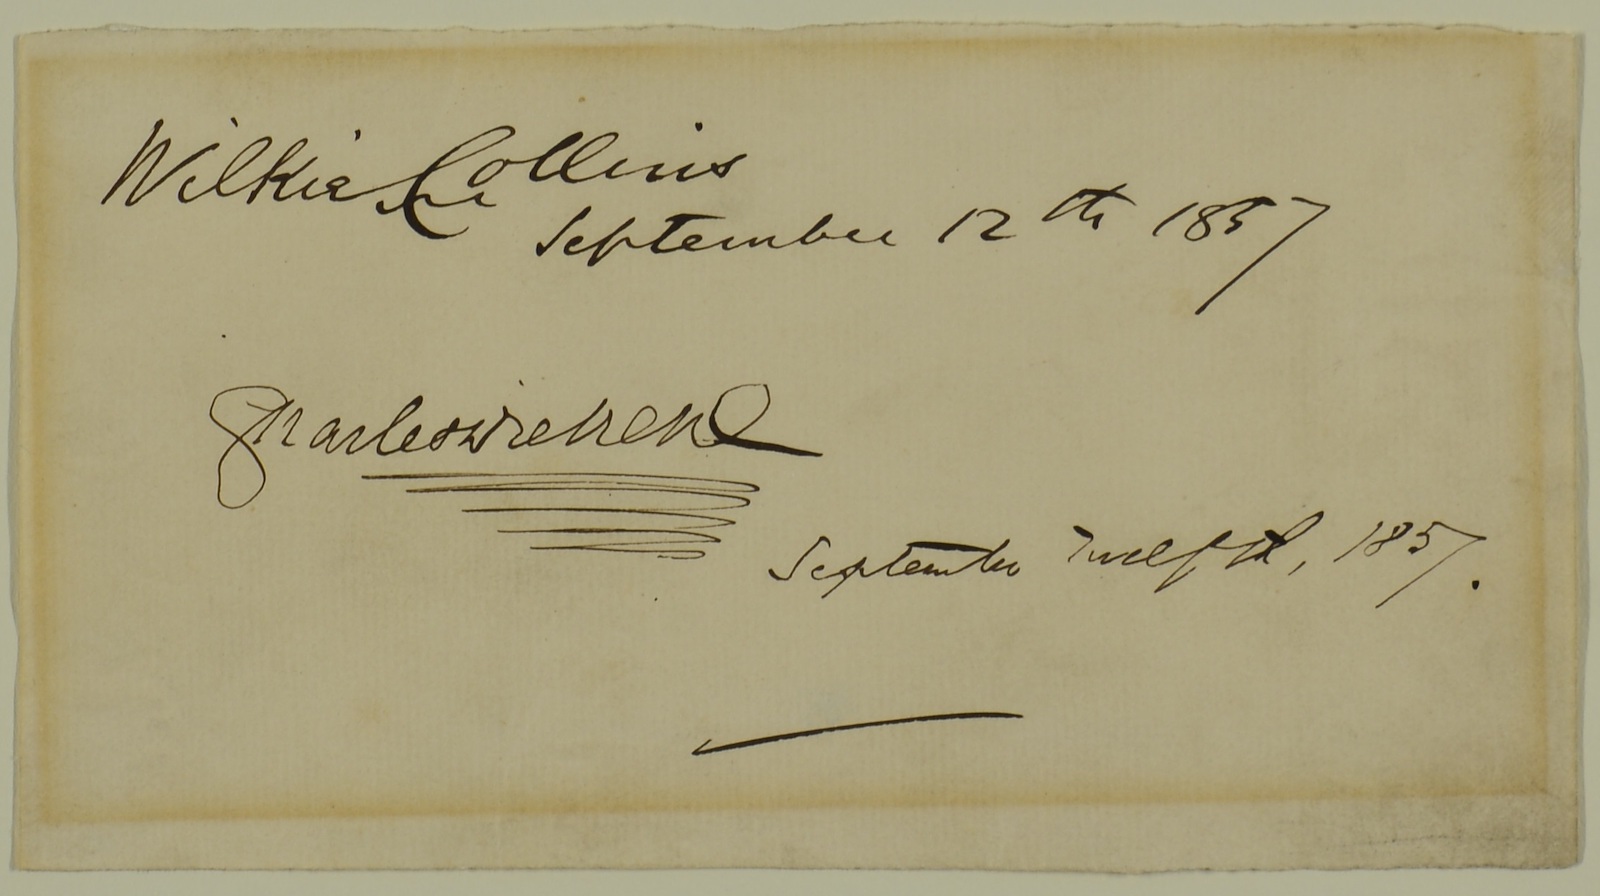 Wilkie Collins
September 12th 1857
Charles Dickens
September Twelfth, 1857.